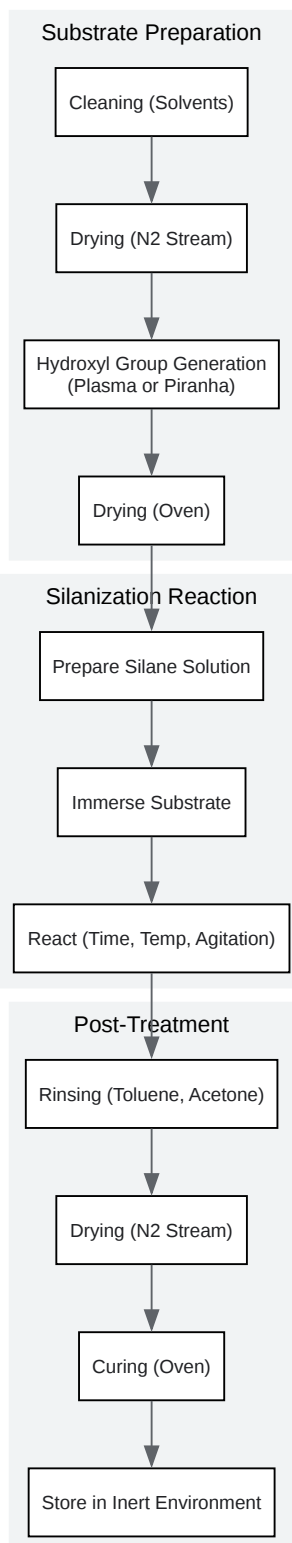 Substrate Preparation
Cleaning (Solvents)
Drying (N2 Stream)
Hydroxyl Group Generation
(Plasma or Piranha)
Drying (Oven)
Silanization Reaction
Prepare Silane Solution
Immerse Substrate
React (Time, Temp, Agitation)
Post-Treatment
Rinsing (Toluene, Acetone)
Drying (N2 Stream)
Curing (Oven)
Store in Inert Environment